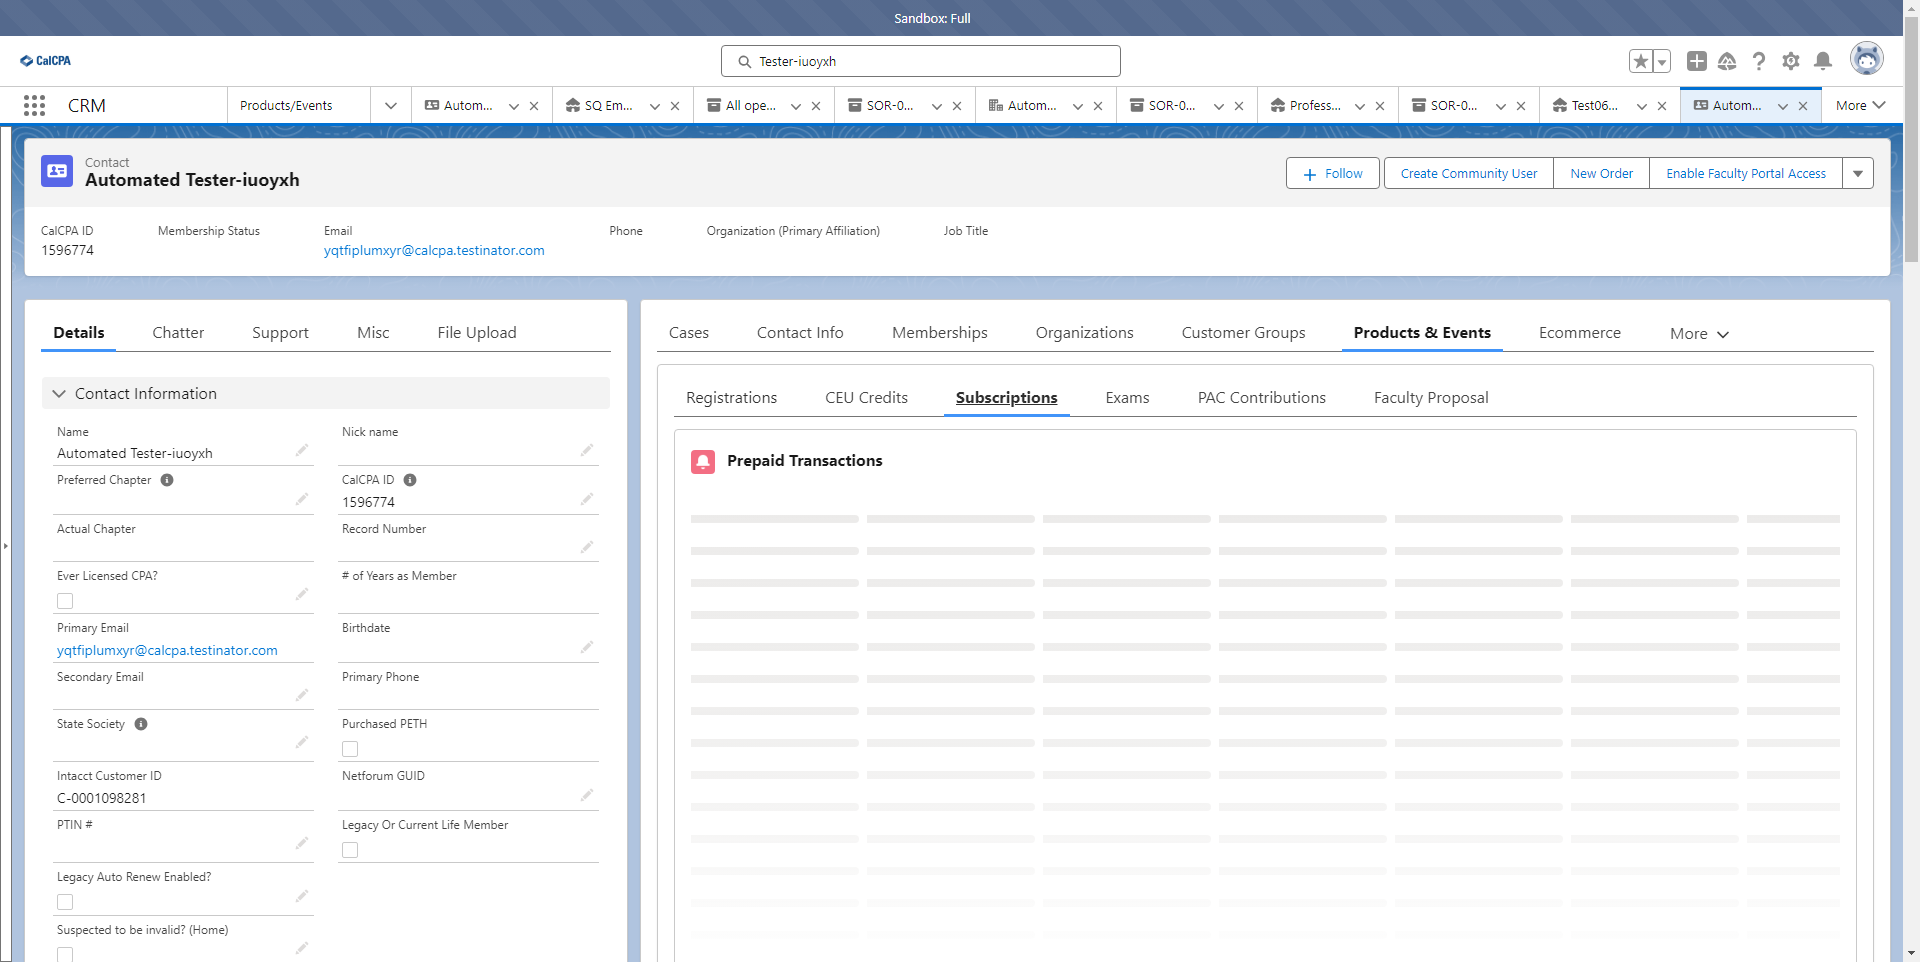 Sandbox: Full
CalCPA
Tester-iuoyxh
CRM
Products/Events
Autom...
SQ Em...
All ope...
SOR-0...
Autom...
SOR-0...
Profess...
SOR-0...
Test06...
Autom...
More
Contact
Automated Tester-iuoyxh
Follow
Create Community User
New Order
Enable Faculty Portal Access
CalCPA ID
Membership Status
Email
Phone
Organization (Primary Affiliation)
Job Title
1596774
yqtfiplumxyr@calcpa.testinator.com
Details
Chatter
Support
Misc
File Upload
Contact Information
Name
Automated Tester-iuoyxh
Nick name
Preferred Chapter
CalCPA ID
1596774
Actual Chapter
Record Number
Ever Licensed CPA?
# of Years as Member
Primary Email
yqtfiplumxyr@calcpa.testinator.com
Birthdate
Secondary Email
Primary Phone
State Society
Purchased PETH
Intacct Customer ID
C-0001098281
Netforum GUID
PTIN #
Legacy Or Current Life Member
Legacy Auto Renew Enabled?
Suspected to be invalid? (Home)
Cases
Contact Info
Memberships
Organizations
Customer Groups
Products & Events
Ecommerce
More
Registrations
CEU Credits
Subscriptions
Exams
PAC Contributions
Faculty Proposal
Prepaid Transactions